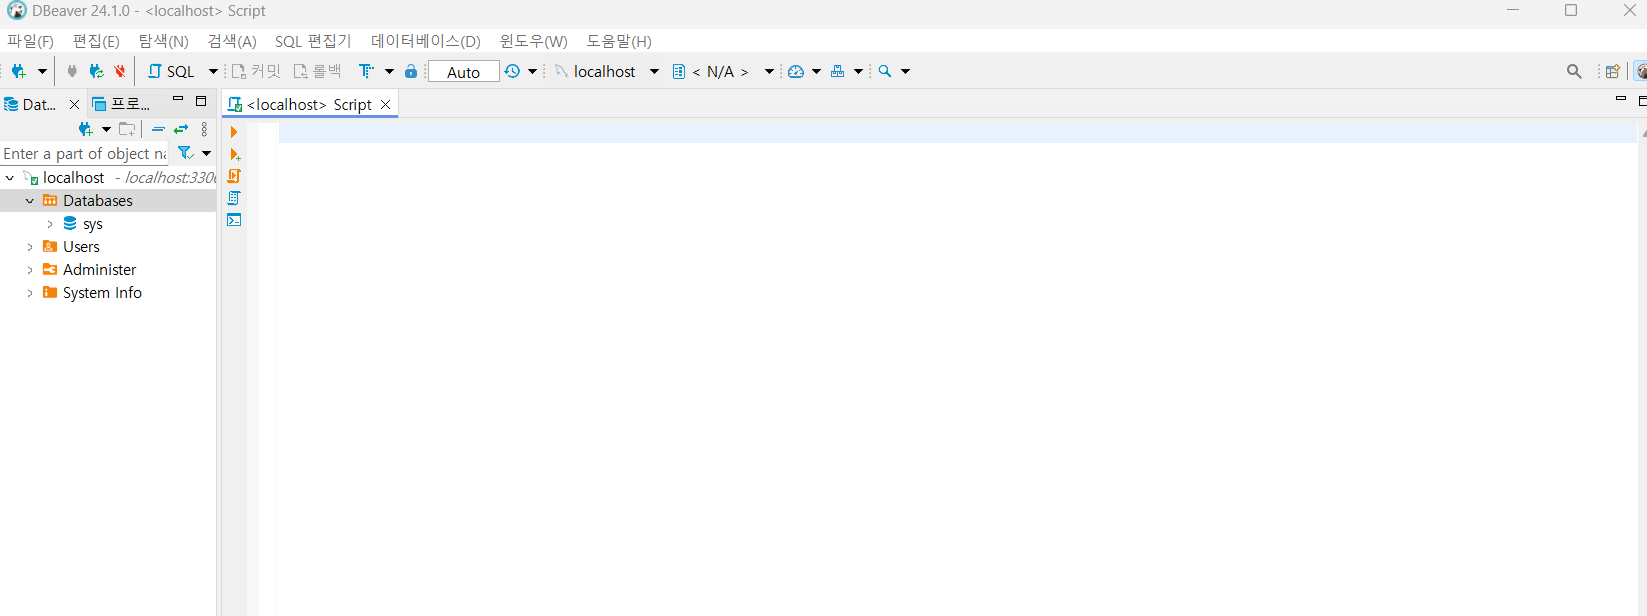 DBeaver 24.1.0 - <localhost> Script
파일(F) 편집(E) 탐색(N) 검색(A) SQL 편집기 데이터베이스(D) 윈도우(W) 도움말(H)
SQL 커밋 롤백 Auto localhost < N/A >
Dat... 프로... <localhost> Script
Enter a part of object na
localhost - localhost:3306
Databases
sys
Users
Administer
System Info